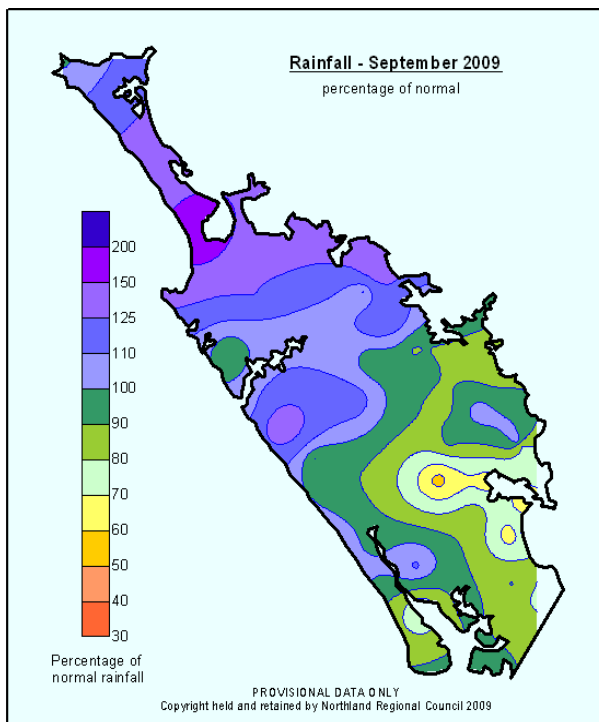 Rainfall - September 2009
percentage of normal
200
150
125
110
100
90
80
70
60
50
40
30
Percentage of
normal rainfall
PROVISIONAL DATA ONLY
Copyright held and retained by Northland Regional Council 2009